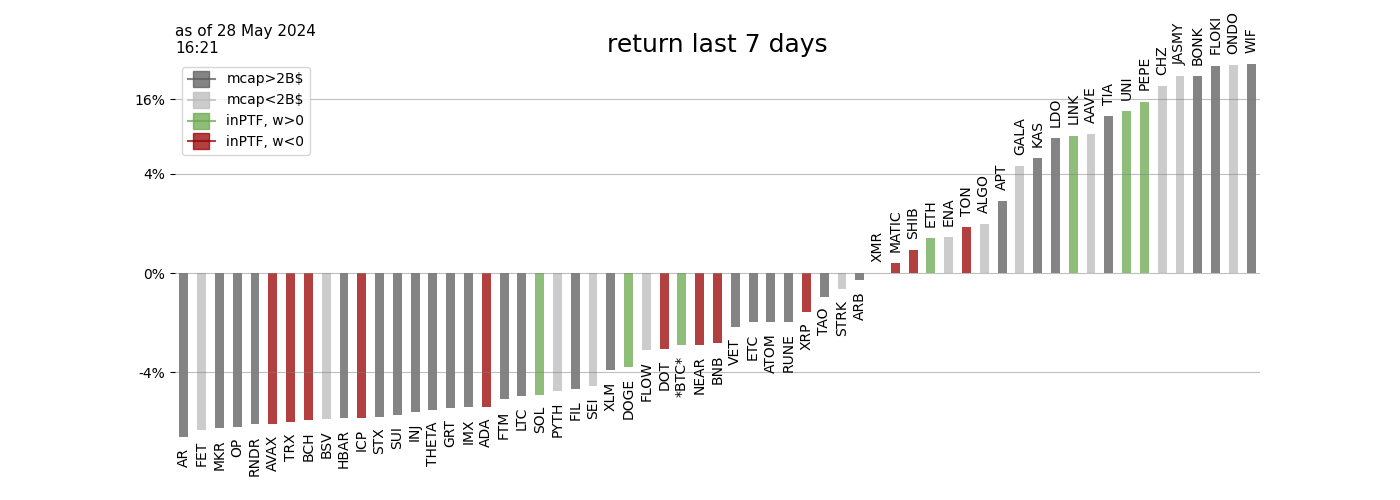 as of 28 May 2024
16:21
return last 7 days
mcap>2B$
mcap<2B$
inPTF, w>0
inPTF, w<0
16%
4%
0%
-4%
AR
FET
MKR
OP
RNDR
AVAX
TRX
BCH
BSV
HBAR
ICP
STX
SUI
INJ
THETA
GRT
IMX
ADA
FTM
LTC
SOL
PYTH
FIL
SEI
XLM
DOGE
FLOW
DOT
*BTC*
NEAR
BNB
VET
ETC
ATOM
RUNE
XRP
TAO
STRK
ARB
XMR
MATIC
SHIB
ETH
ENA
TON
ALGO
APT
GALA
KAS
LDO
LINK
AAVE
TIA
UNI
PEPE
CHZ
JASMY
BONK
FLOKI
ONDO
WIF